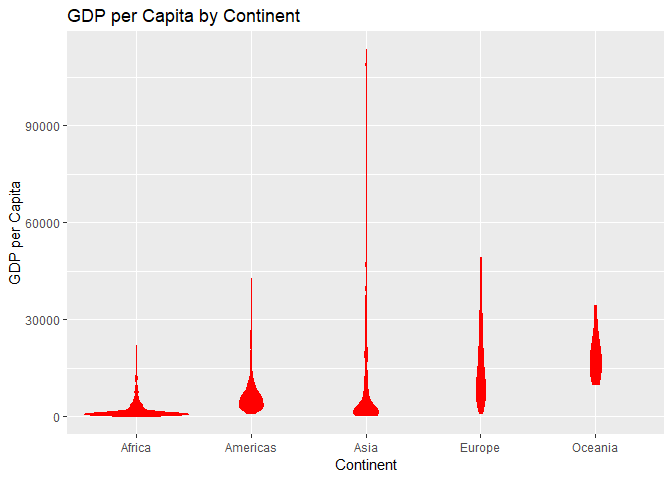 GDP per Capita by Continent
GDP per Capita
90000
60000
30000
0
Africa Americas Asia Europe Oceania
Continent